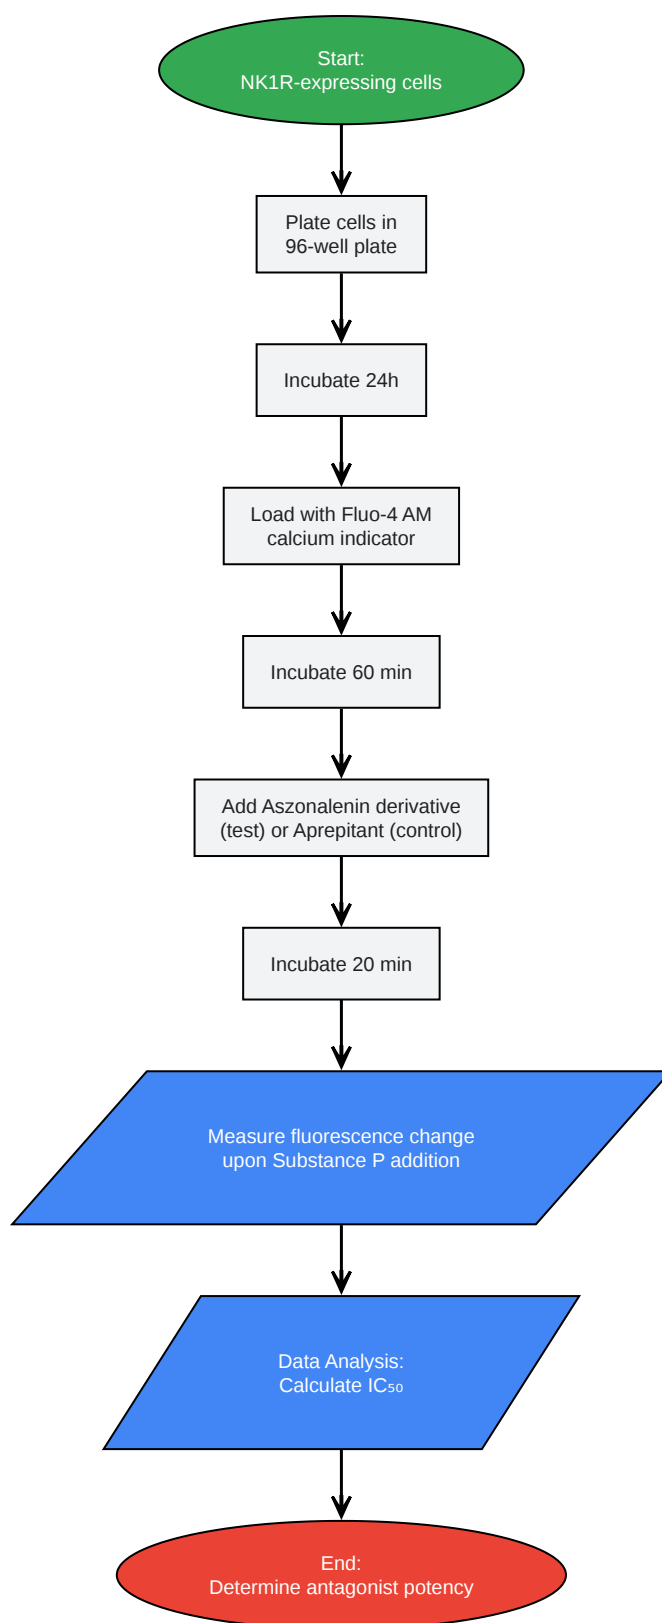 Start:
NK1R-expressing cells
Plate cells in
96-well plate
Incubate 24h
Load with Fluo-4 AM
calcium indicator
Incubate 60 min
Add Aszonalenin derivative
(test) or Aprepitant (control)
Incubate 20 min
Measure fluorescence change
upon Substance P addition
Data Analysis:
Calculate IC₅₀
End:
Determine antagonist potency